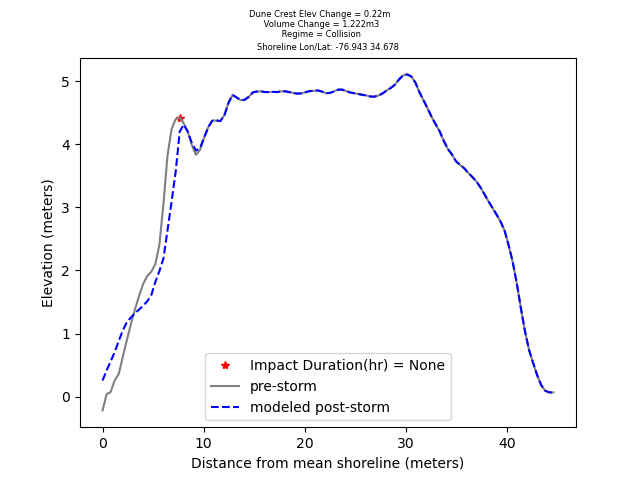 Dune Crest Elev Change = 0.22m
Volume Change = 1.222m3
Regime = Collision
Shoreline Lon/Lat: -76.943 34.678
5
4
3
2
1
0
Elevation (meters)
Impact Duration(hr) = None
pre-storm
modeled post-storm
0 10 20 30 40
Distance from mean shoreline (meters)